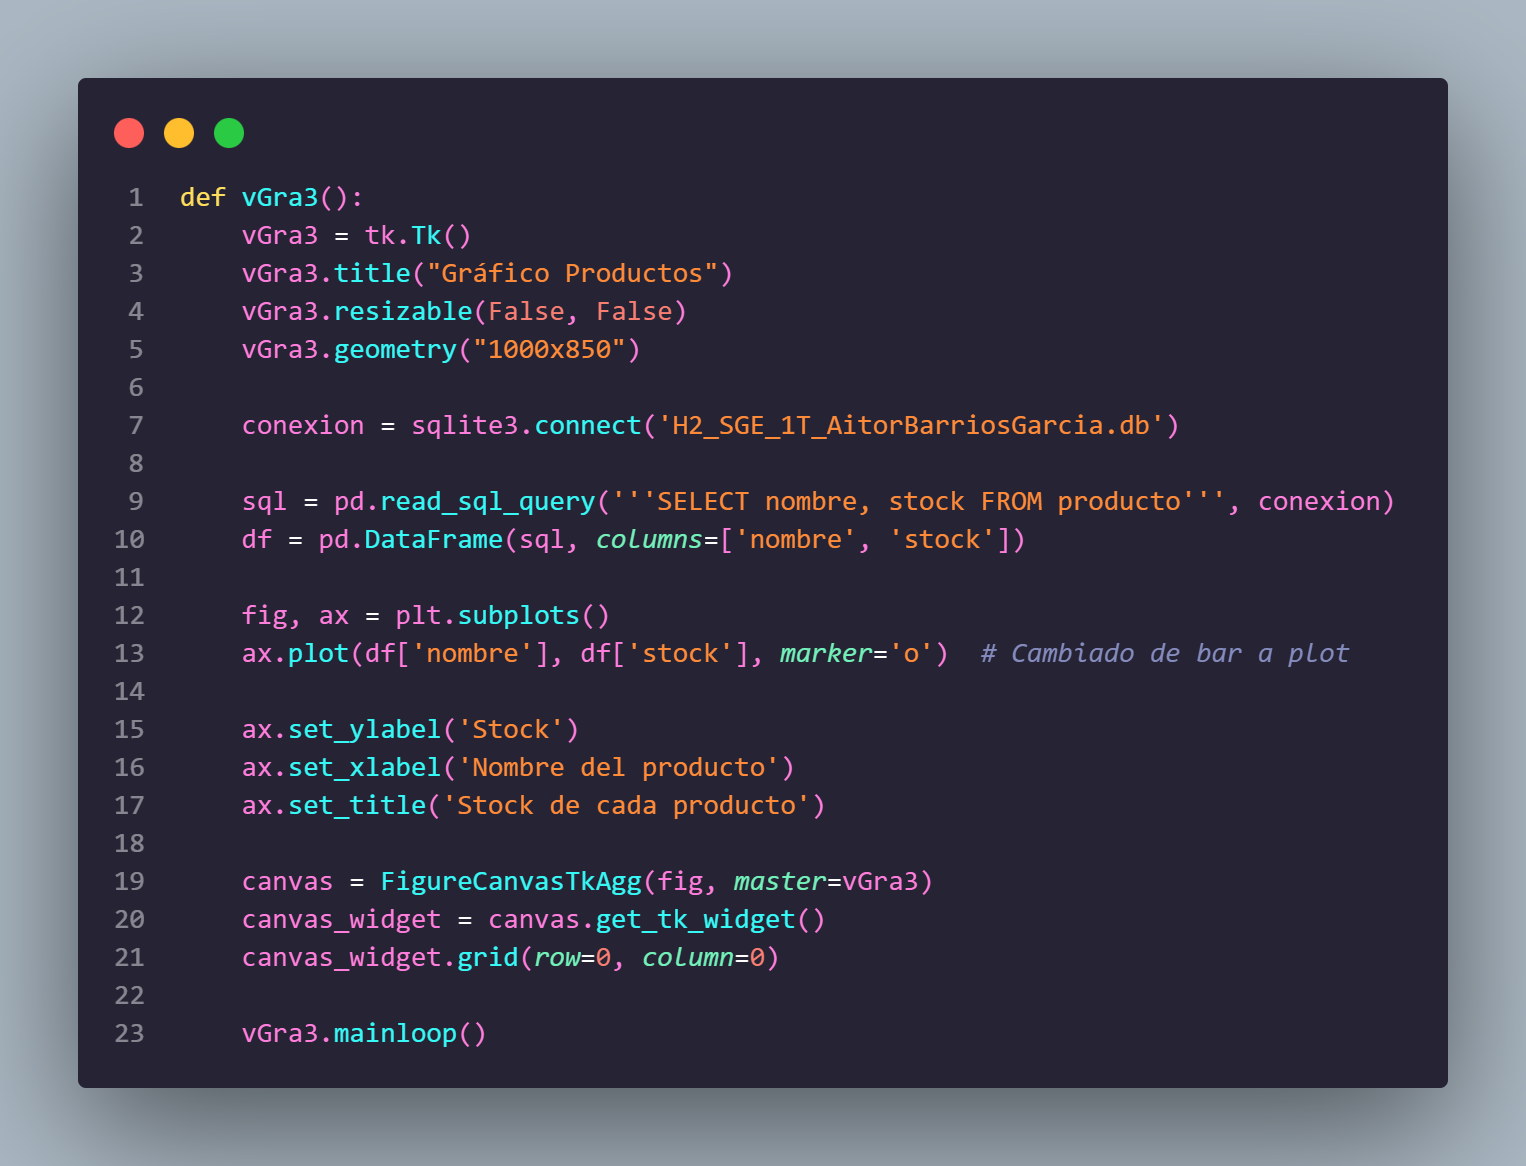 1 def vGra3():
2     vGra3 = tk.Tk()
3     vGra3.title("Gráfico Productos")
4     vGra3.resizable(False, False)
5     vGra3.geometry("1000x850")
6
7     conexion = sqlite3.connect('H2_SGE_1T_AitorBarriosGarcia.db')
8
9     sql = pd.read_sql_query('''SELECT nombre, stock FROM producto''', conexion)
10     df = pd.DataFrame(sql, columns=['nombre', 'stock'])
11
12     fig, ax = plt.subplots()
13     ax.plot(df['nombre'], df['stock'], marker='o')  # Cambiado de bar a plot
14
15     ax.set_ylabel('Stock')
16     ax.set_xlabel('Nombre del producto')
17     ax.set_title('Stock de cada producto')
18
19     canvas = FigureCanvasTkAgg(fig, master=vGra3)
20     canvas_widget = canvas.get_tk_widget()
21     canvas_widget.grid(row=0, column=0)
22
23     vGra3.mainloop()